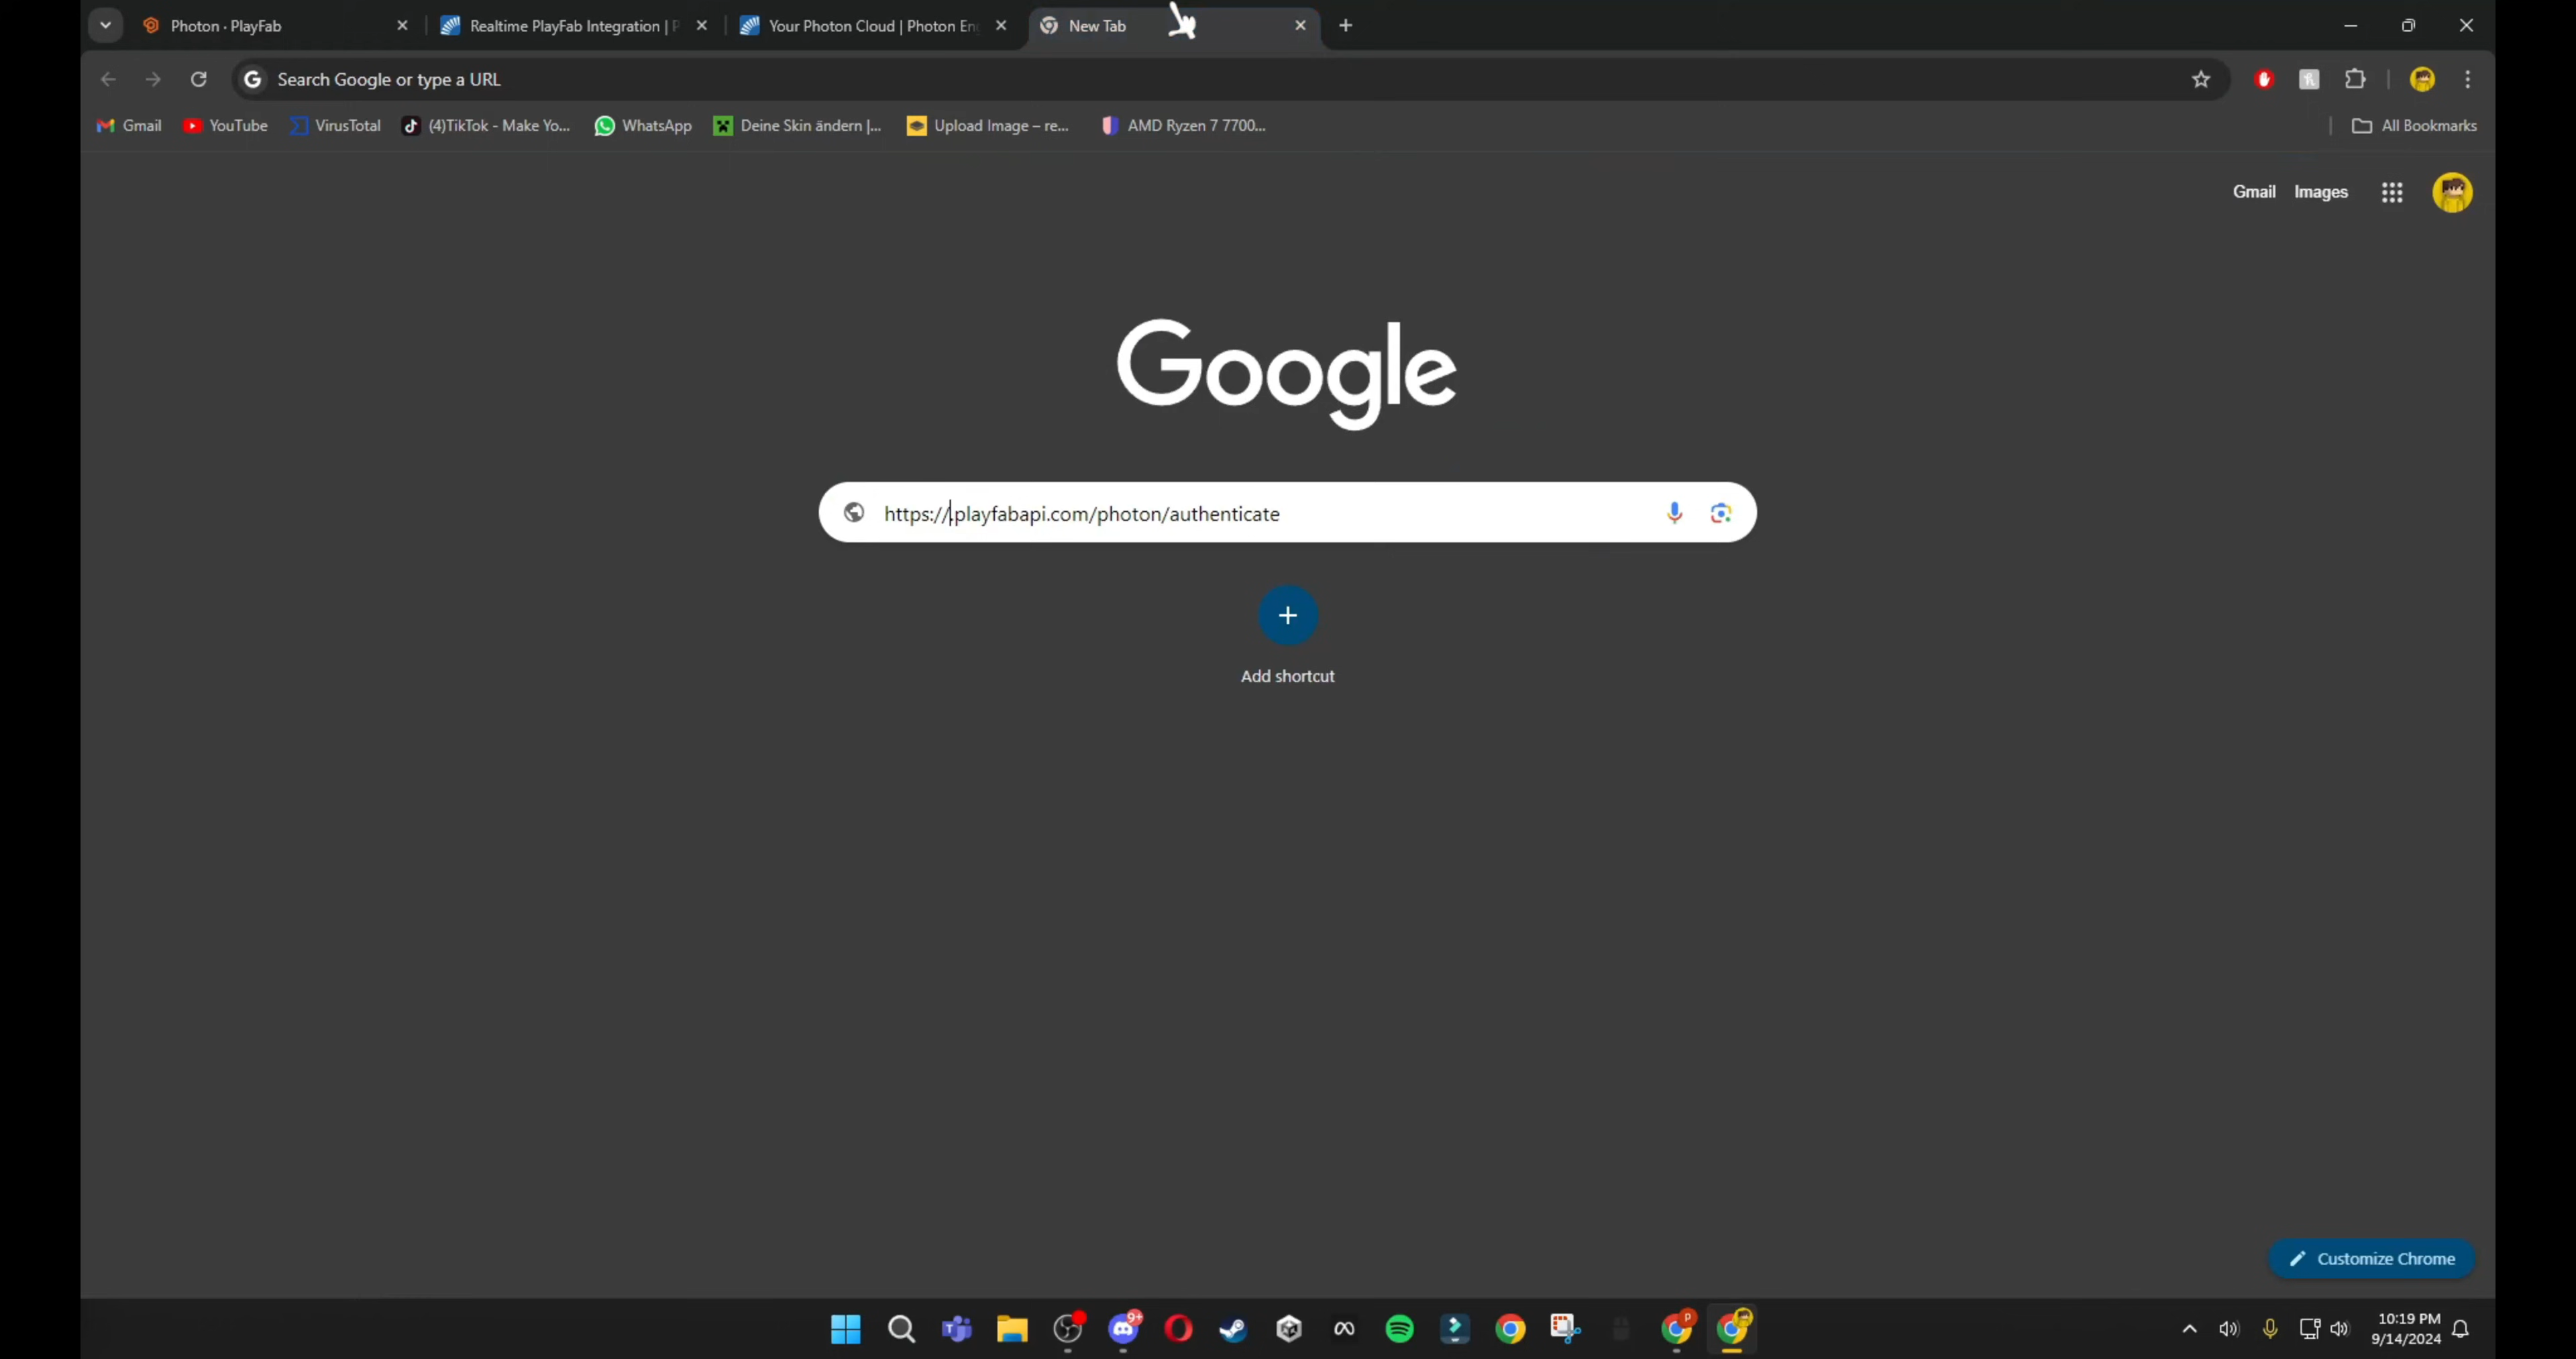 Photon · PlayFab
Realtime PlayFab Integration | P
Your Photon Cloud | Photon En
New Tab
Search Google or type a URL
Gmail
YouTube
VirusTotal
(4)TikTok - Make Yo...
WhatsApp
Deine Skin ändern |...
Upload Image – re...
AMD Ryzen 7 7700...
All Bookmarks
Gmail Images
Google
https://.playfabapi.com/photon/authenticate
Add shortcut
Customize Chrome
9+
P
10:19 PM
9/14/2024